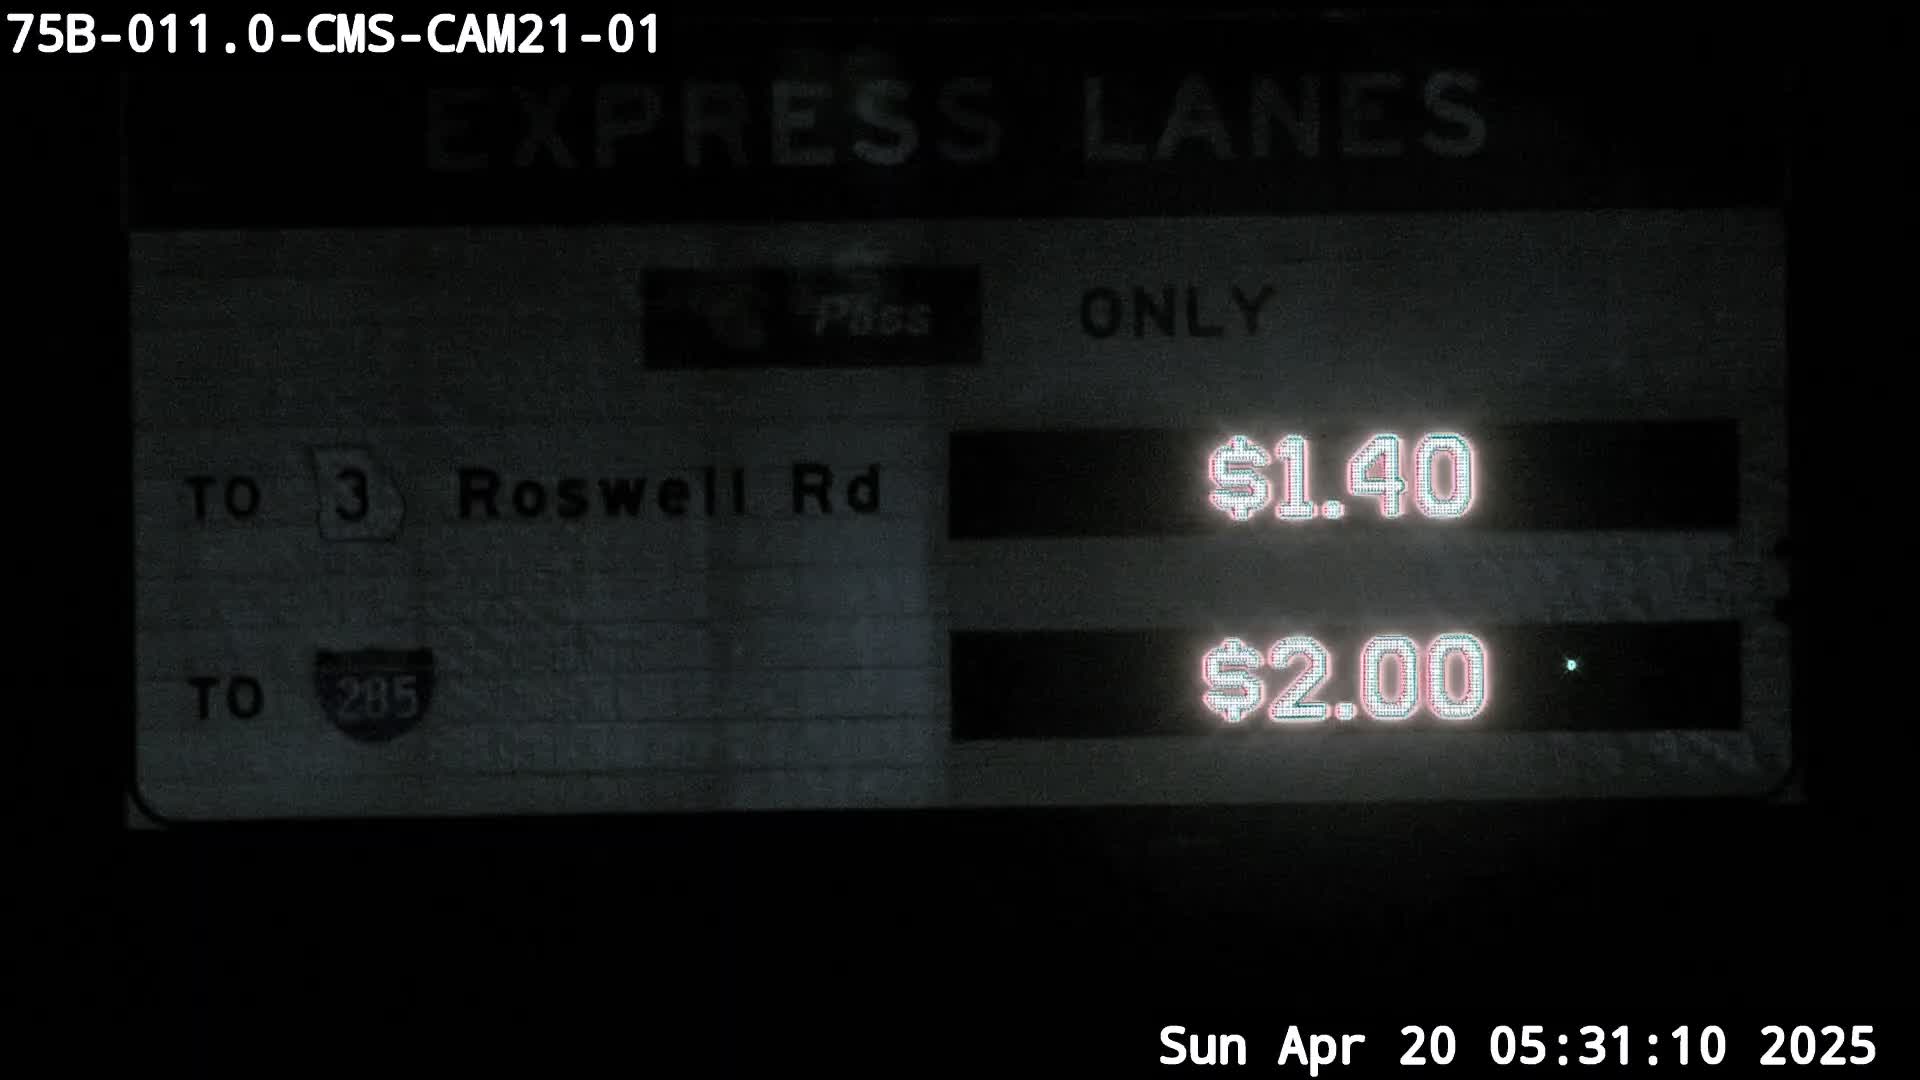 75B-011.0-CMS-CAM21-01
EXPRESS LANES
Pass ONLY
TO 3 Roswell Rd $1.40
TO 285 $2.00
Sun Apr 20 05:31:10 2025